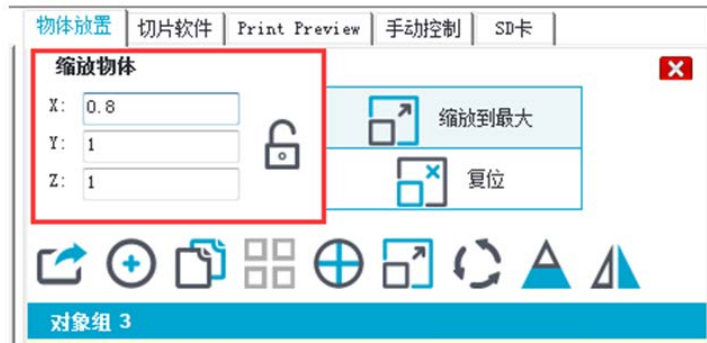 物体放置 切片软件 Print Preview 手动控制 SD卡
缩放物体
X: 0.8
Y: 1
Z: 1
缩放到最大
复位
对象组 3